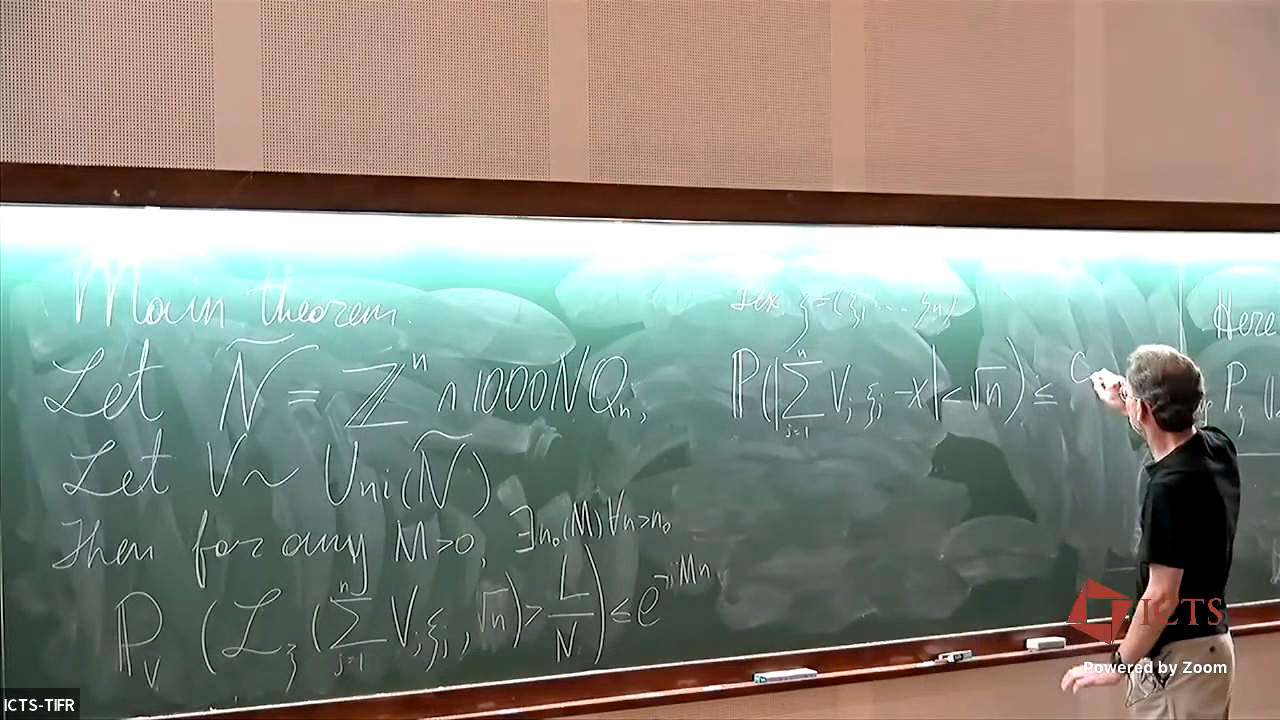 Main theorem.
Let Ñ = ℤⁿ ∩ 1000NQₙ;
Let V ~ Uni(Ñ)
Then for any M>0, ∃n₀(M) ∀n>n₀
ℙ_V (ℒ_ξ (∑_{j=1}^n V_j ξ_j, √n) > L/N) ≤ e^{-Mn}
ξ=(ξ₁ ... ξₙ)
ℙ(|∑_{j=1}^n V_j ξ_j - x| < √n) ≤ C
Here
ICTS
Powered by Zoom
ICTS-TIFR